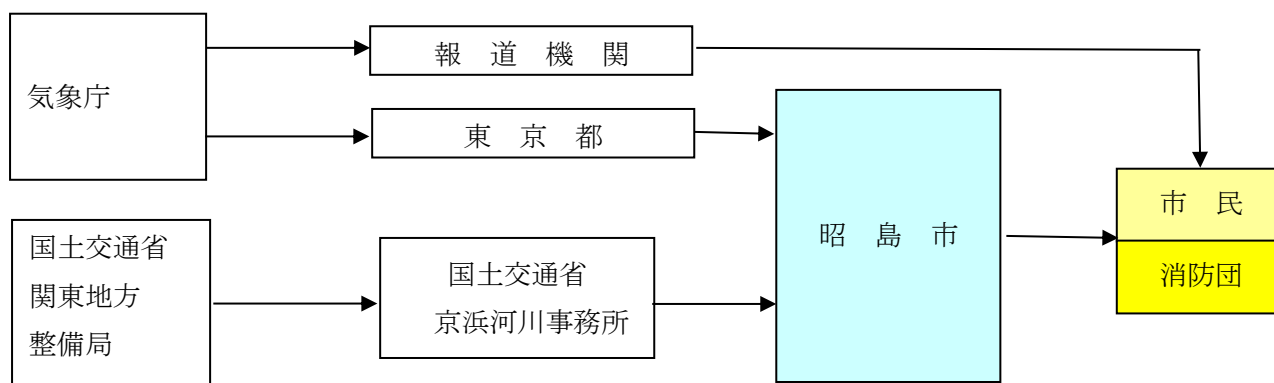 気象庁
報　道　機　関
東　京　都
国土交通省
関東地方
整備局
国土交通省
京浜河川事務所
昭　島　市
市　民
消防団